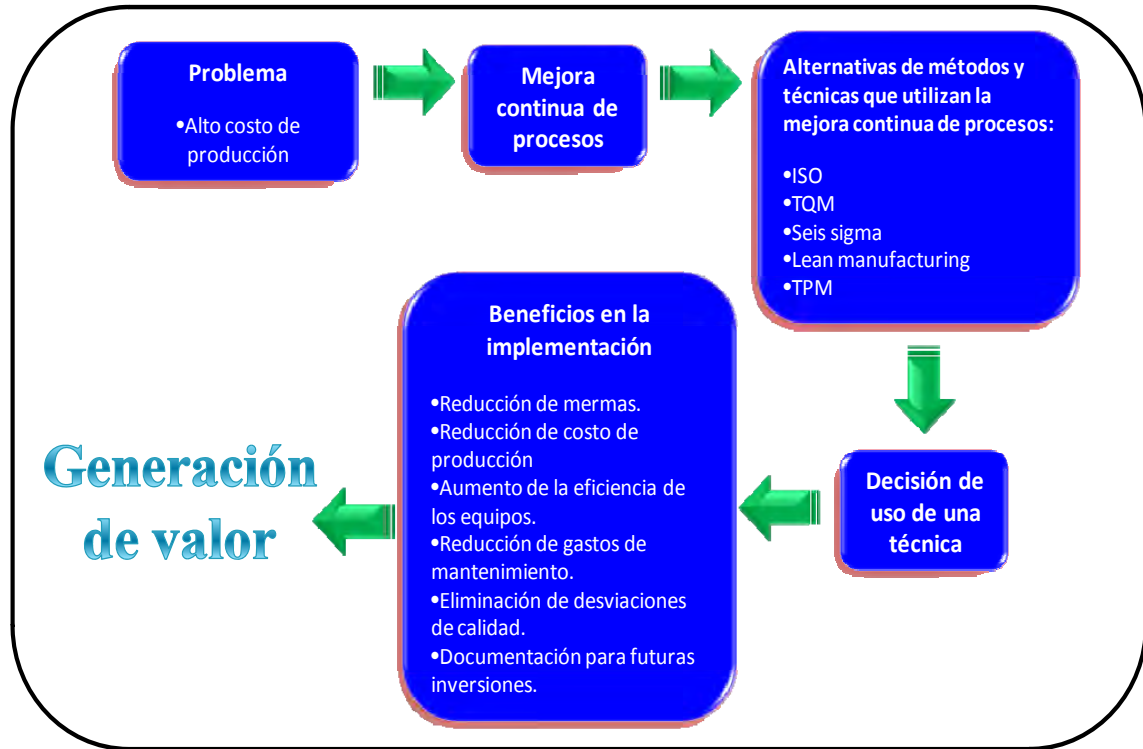 Problema
•Alto costo de
producción
Mejora
continua de
procesos
Alternativas de métodos y
técnicas que utilizan la
mejora continua de procesos:
•ISO
•TQM
•Seis sigma
•Lean manufacturing
•TPM
Decisión de
uso de una
técnica
Beneficios en la
implementación
•Reducción de mermas.
•Reducción de costo de
producción
•Aumento de la eficiencia de
los equipos.
•Reducción de gastos de
mantenimiento.
•Eliminación de desviaciones
de calidad.
•Documentación para futuras
inversiones.
Generación
de valor